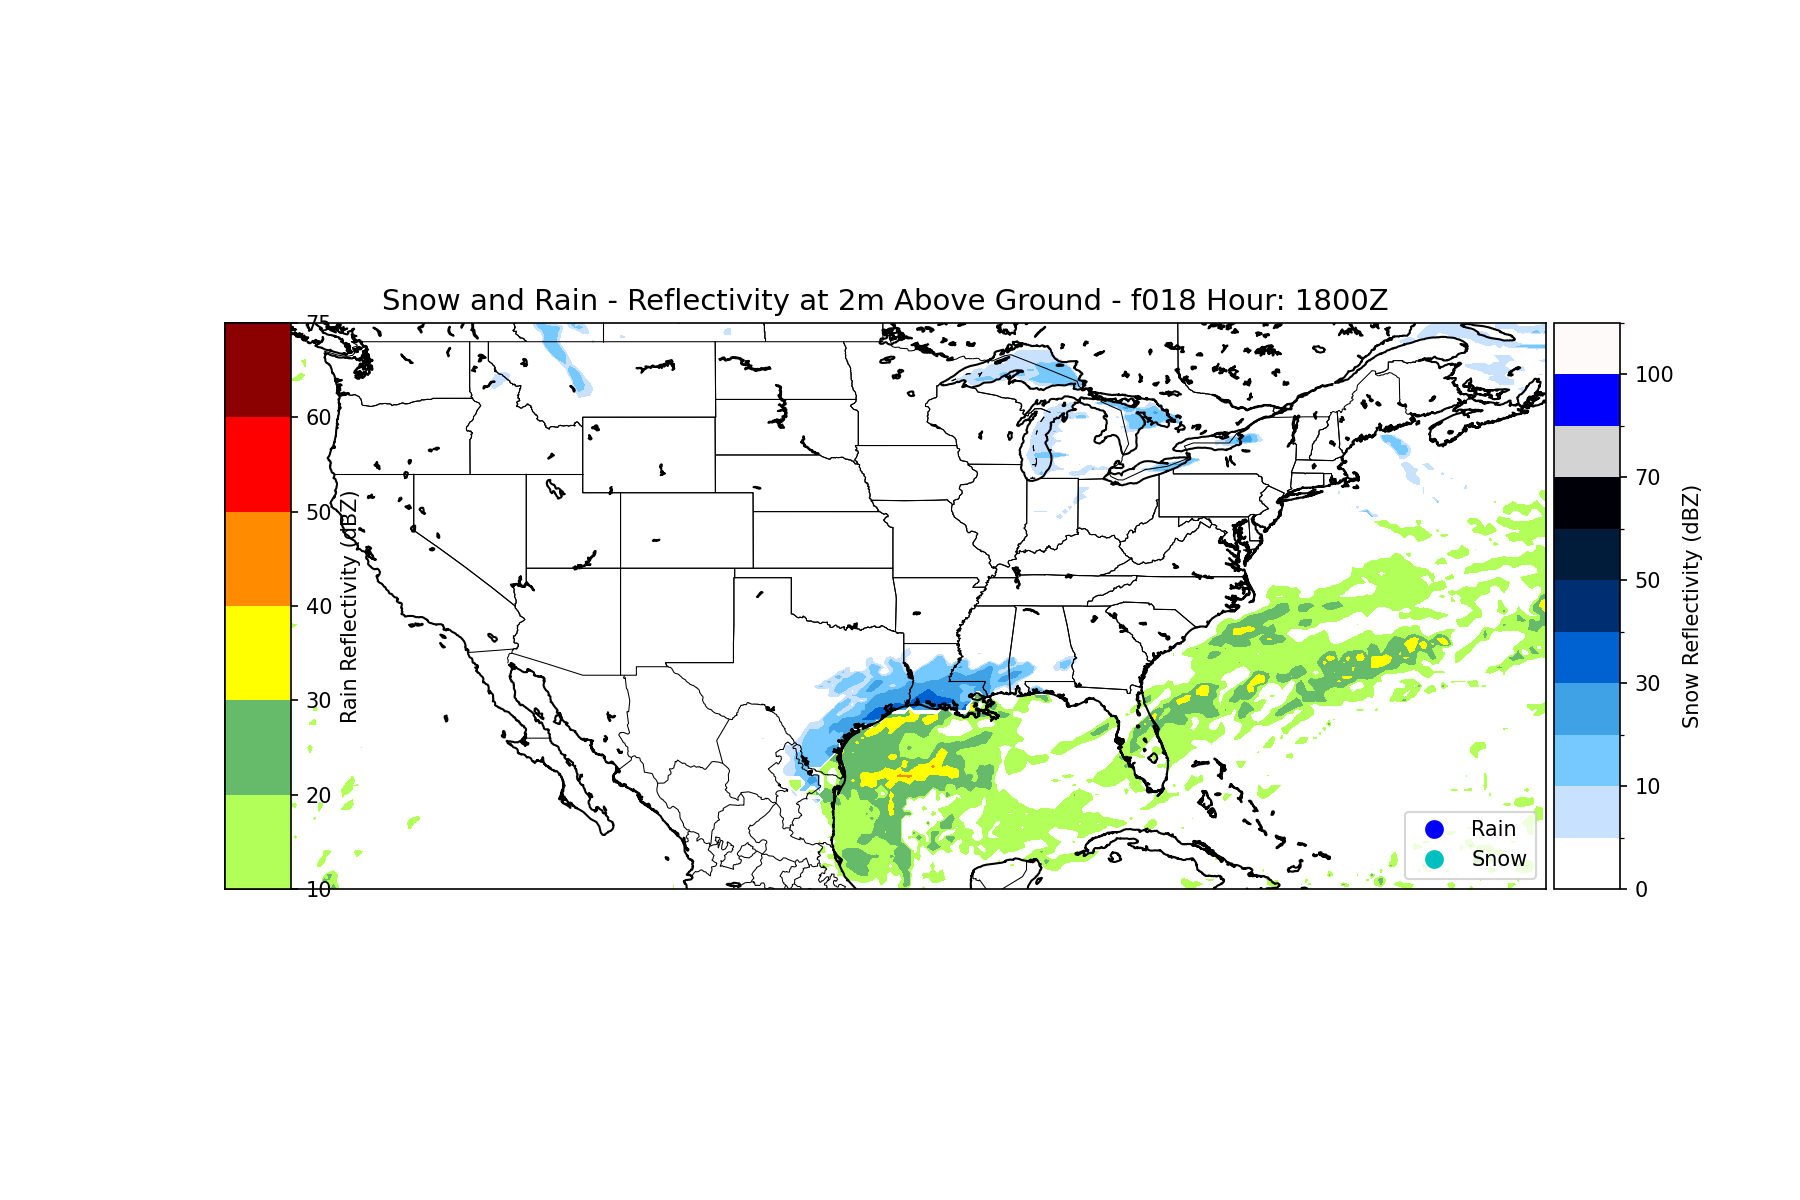 Snow and Rain - Reflectivity at 2m Above Ground - f018 Hour: 1800Z
75
60
50
40
30
20
10
Rain Reflectivity (dBZ)
Rain
Snow
100
70
50
30
10
0
Snow Reflectivity (dBZ)